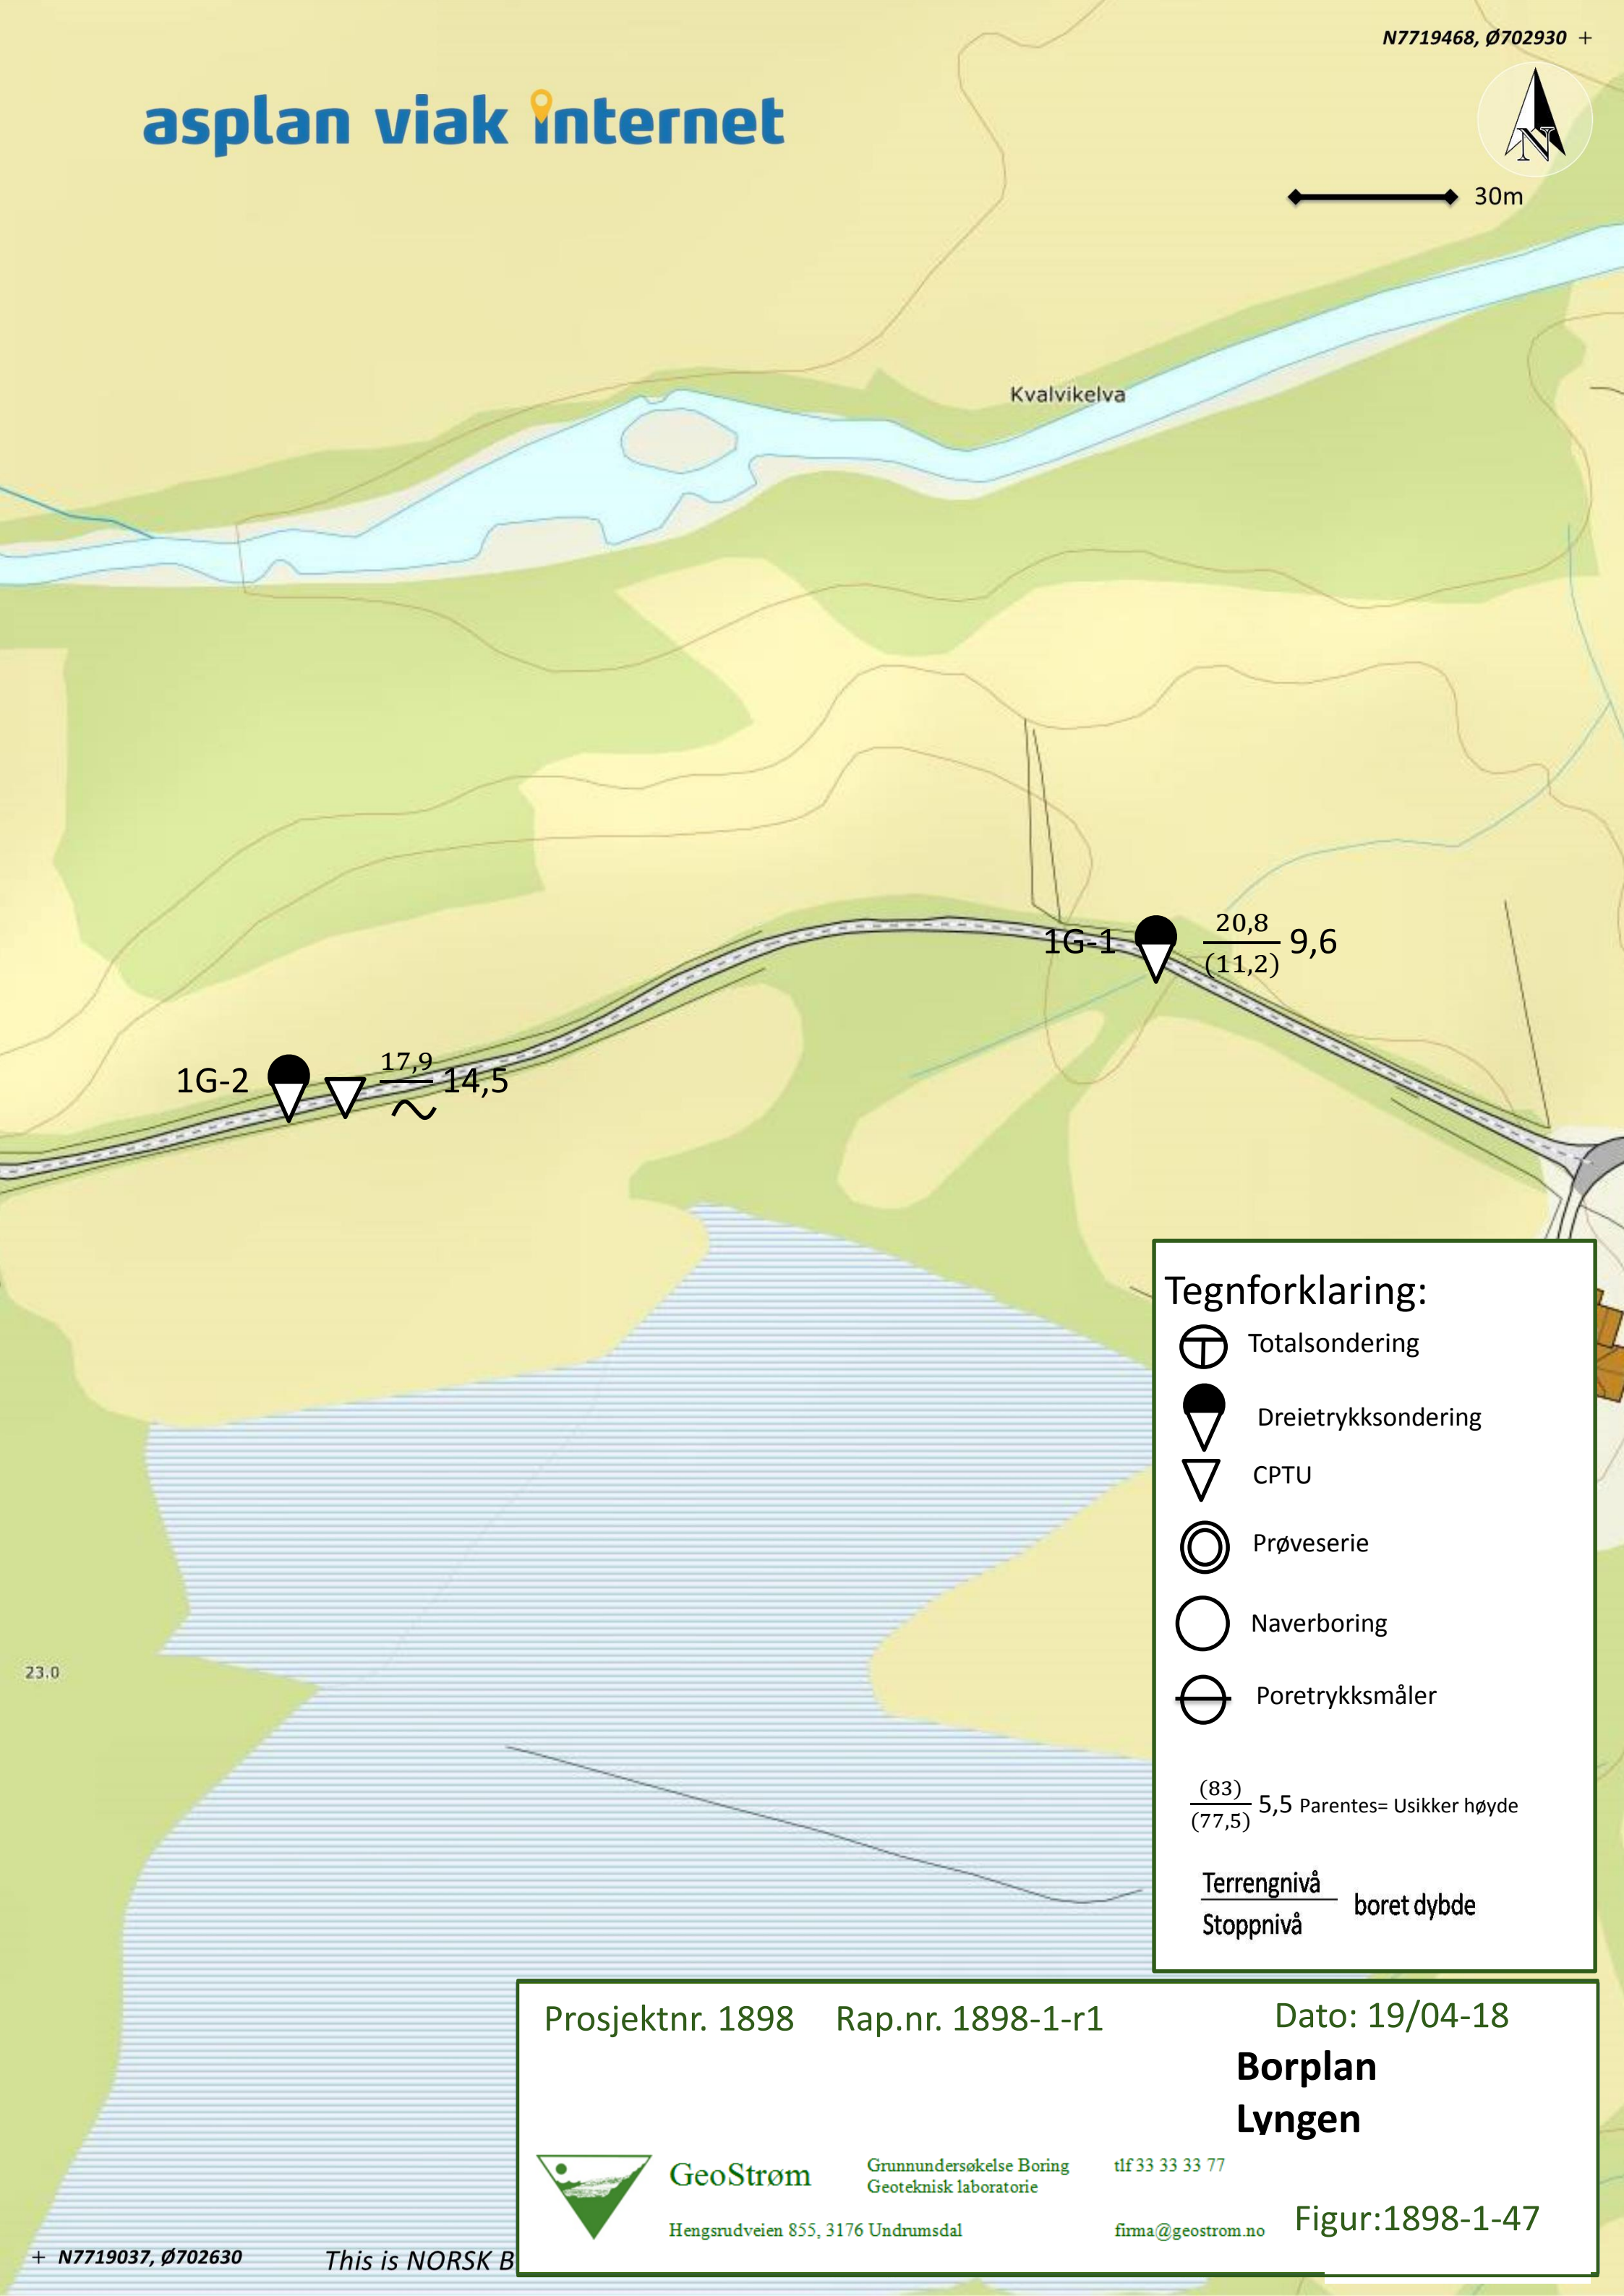 N7719468, Ø702930 +
asplan viak internet
N
30m
Kvalvikelva
1G-1
20,8
(11,2)
9,6
1G-2
17,9
14,5
Tegnforklaring:
Totalsondering
Dreietrykksondering
CPTU
Prøveserie
Naverboring
Poretrykksmåler
(83)
(77,5)
5,5 Parentes= Usikker høyde
Terrengnivå
Stoppnivå
boret dybde
23.0
Prosjektnr. 1898 Rap.nr. 1898-1-r1 Dato: 19/04-18
Borplan
Lyngen
GeoStrøm
Grunnundersøkelse Boring
Geoteknisk laboratorie
tlf 33 33 33 77
Hengsrudveien 855, 3176 Undrumsdal
firma@geostrom.no
Figur:1898-1-47
+ N7719037, Ø702630
This is NORSK B